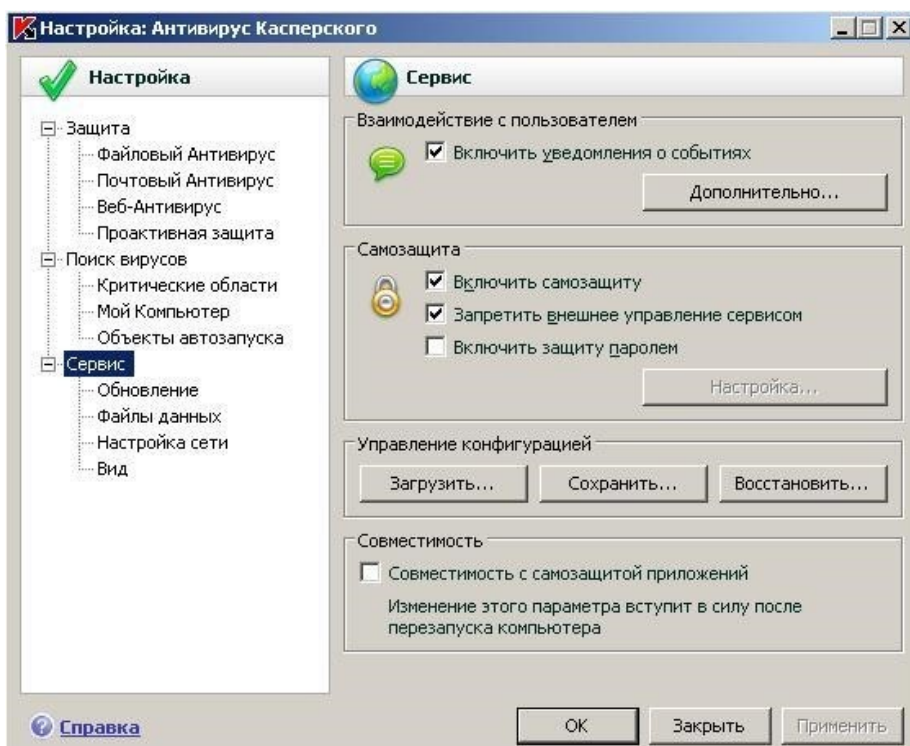 Настройка: Антивирус Касперского
Настройка
Защита
Файловый Антивирус
Почтовый Антивирус
Веб-Антивирус
Проактивная защита
Поиск вирусов
Критические области
Мой Компьютер
Объекты автозапуска
Сервис
Обновление
Файлы данных
Настройка сети
Вид
Сервис
Взаимодействие с пользователем
Включить уведомления о событиях
Дополнительно...
Самозащита
Включить самозащиту
Запретить внешнее управление сервисом
Включить защиту паролем
Настройка...
Управление конфигурацией
Загрузить... Сохранить... Восстановить...
Совместимость
Совместимость с самозащитой приложений
Изменение этого параметра вступит в силу после
перезапуска компьютера
Справка
ОК Закрыть Применить